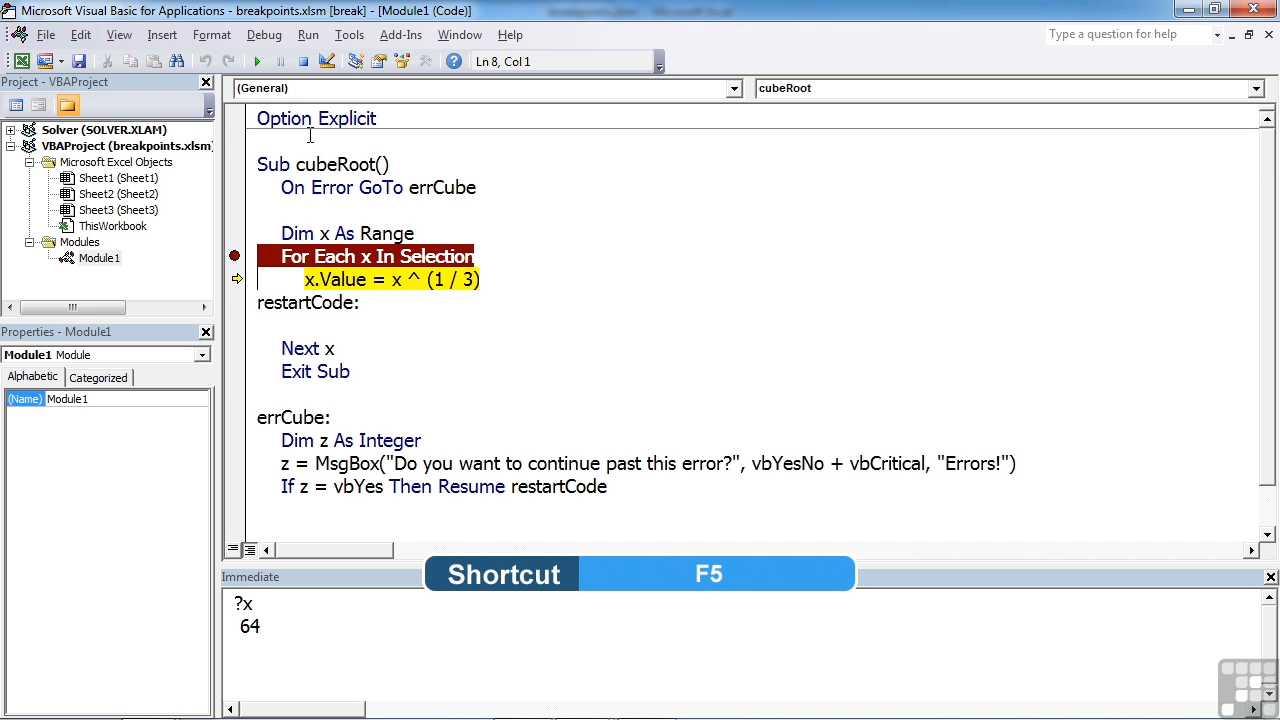 Microsoft Visual Basic for Applications - breakpoints.xlsm [break] - [Module1 (Code)]
File Edit View Insert Format Debug Run Tools Add-Ins Window Help
Type a question for help
Ln 8, Col 1
Project - VBAProject
(General)
cubeRoot
Solver (SOLVER.XLAM)
VBAProject (breakpoints.xlsm)
Microsoft Excel Objects
Sheet1 (Sheet1)
Sheet2 (Sheet2)
Sheet3 (Sheet3)
ThisWorkbook
Modules
Module1
Properties - Module1
Module1 Module
Alphabetic Categorized
(Name) Module1
Option Explicit
Sub cubeRoot()
On Error GoTo errCube
Dim x As Range
For Each x In Selection
x.Value = x ^ (1 / 3)
restartCode:
Next x
Exit Sub
errCube:
Dim z As Integer
z = MsgBox("Do you want to continue past this error?", vbYesNo + vbCritical, "Errors!")
If z = vbYes Then Resume restartCode
Shortcut F5
Immediate
?x
64